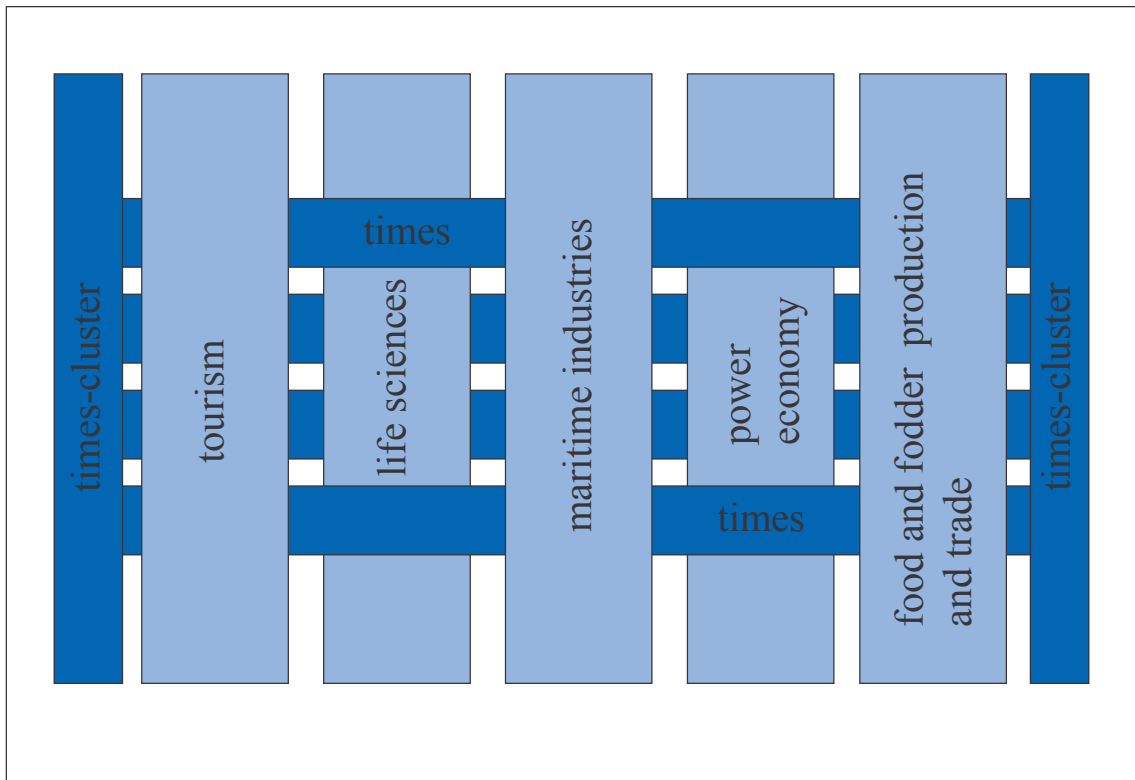 times-cluster
tourism
times
life sciences
maritime industries
power
economy
times
food and fodder production
and trade
times-cluster